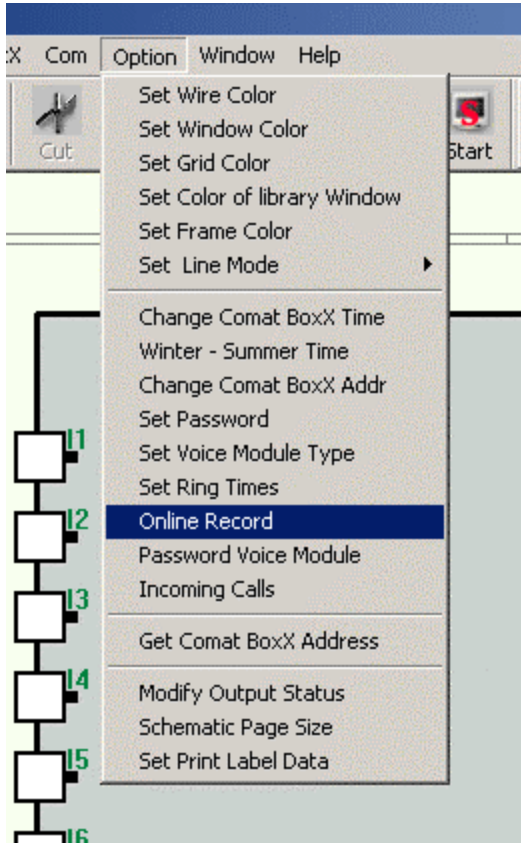 X Com Option Window Help
Cut Start
Set Wire Color
Set Window Color
Set Grid Color
Set Color of library Window
Set Frame Color
Set Line Mode
Change Comat BoxX Time
Winter - Summer Time
Change Comat BoxX Addr
Set Password
Set Voice Module Type
Set Ring Times
Online Record
Password Voice Module
Incoming Calls
Get Comat BoxX Address
Modify Output Status
Schematic Page Size
Set Print Label Data
I1
I2
I3
I4
I5
I6